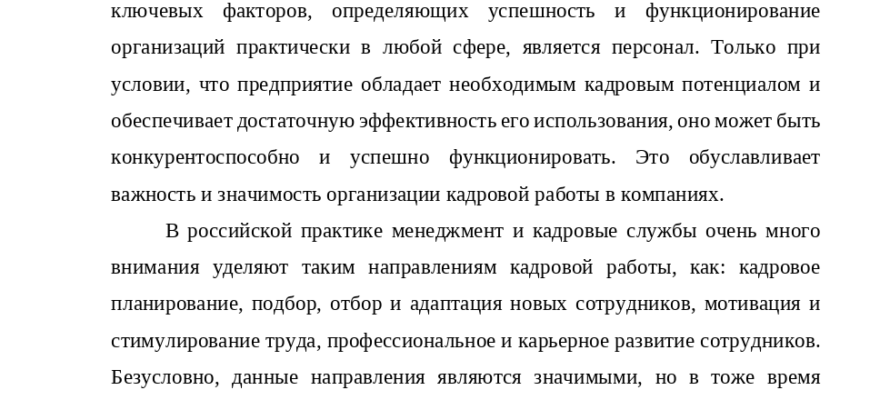 ключевых факторов, определяющих успешность и функционирование
организаций практически в любой сфере, является персонал. Только при
условии, что предприятие обладает необходимым кадровым потенциалом и
обеспечивает достаточную эффективность его использования, оно может быть
конкурентоспособно и успешно функционировать. Это обуславливает
важность и значимость организации кадровой работы в компаниях.
В российской практике менеджмент и кадровые службы очень много
внимания уделяют таким направлениям кадровой работы, как: кадровое
планирование, подбор, отбор и адаптация новых сотрудников, мотивация и
стимулирование труда, профессиональное и карьерное развитие сотрудников.
Безусловно, данные направления являются значимыми, но в тоже время